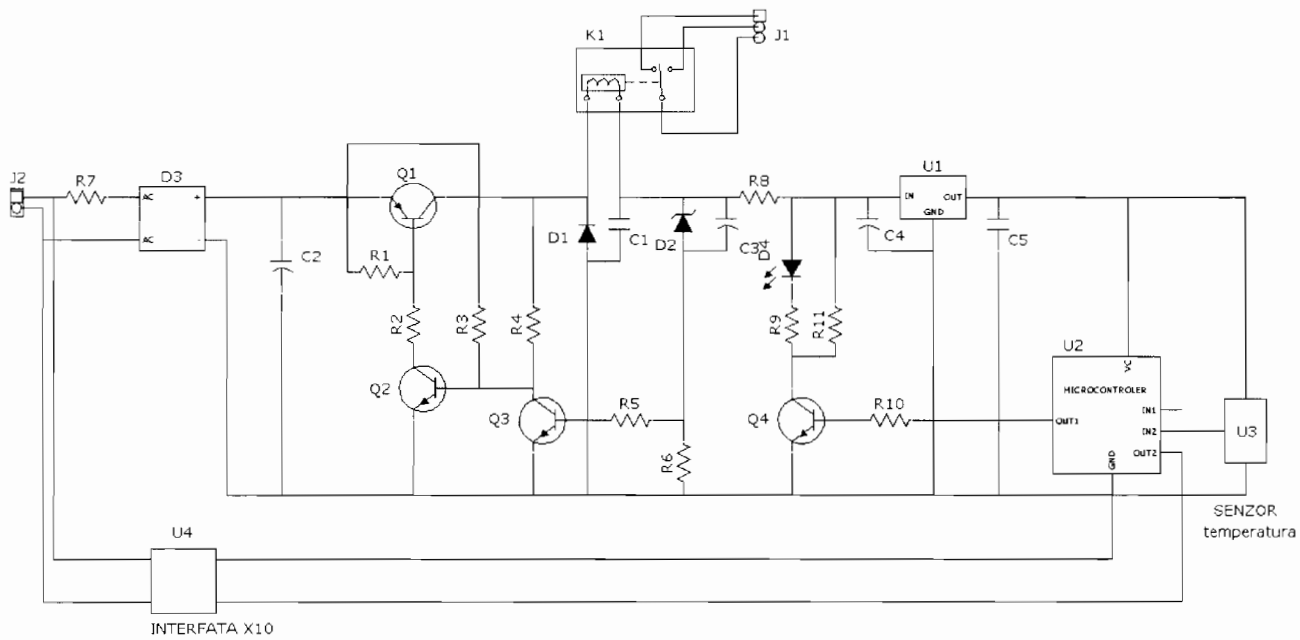 K1
J1
J2
R7
D3
AC
+
AC
-
Q1
R8
U1
IN
OUT
GND
C2
R1
D1
C1
D2
C3
D4
C4
C5
R2
R3
R4
R9
R11
U2
VC
MICROCONTROLER
Q2
Q3
R5
R6
Q4
R10
OUT1
IN1
IN2
OUT2
GND
U3
SENZOR
temperatura
U4
INTERFATA X10